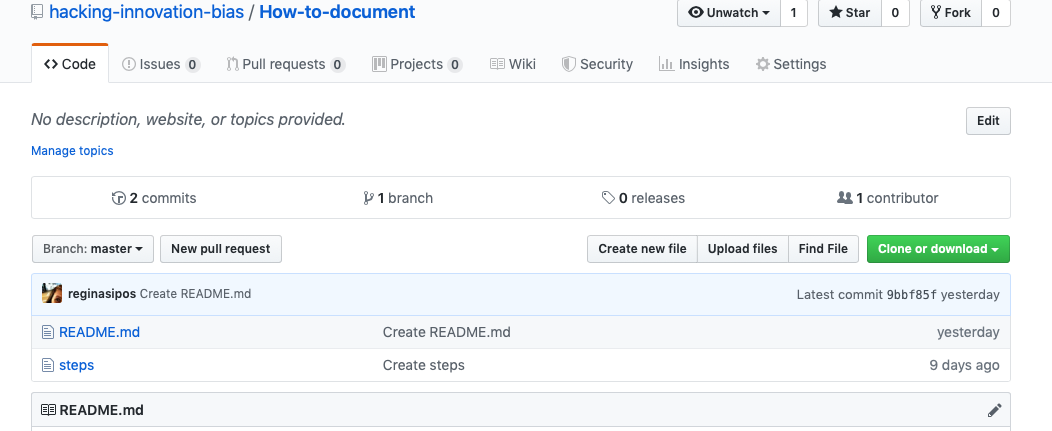 hacking-innovation-bias / How-to-document
Unwatch 1 Star 0 Fork 0
Code Issues 0 Pull requests 0 Projects 0 Wiki Security Insights Settings
No description, website, or topics provided. Edit
Manage topics
2 commits 1 branch 0 releases 1 contributor
Branch: master New pull request Create new file Upload files Find File Clone or download
reginasipos Create README.md Latest commit 9bbf85f yesterday
README.md Create README.md yesterday
steps Create steps 9 days ago
README.md